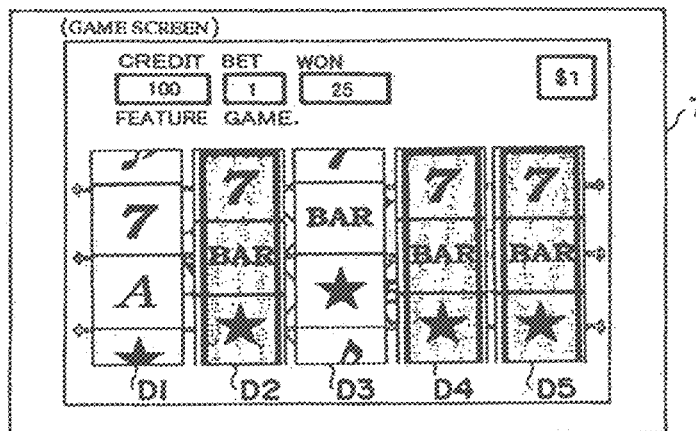 (GAME SCREEN)
CREDIT BET WON
100 1 25 $1
FEATURE GAME.
7 7 7 7
7 BAR
BAR BAR BAR
A
D1 D2 D3 D4 D5